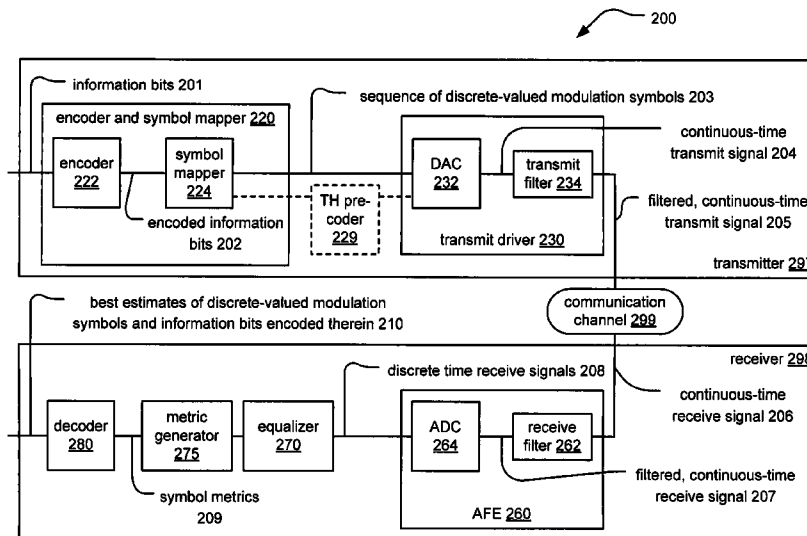 200
information bits 201
sequence of discrete-valued modulation symbols 203
encoder and symbol mapper 220
encoder
222
symbol
mapper
224
encoded information
bits 202
TH pre-
coder
229
DAC
232
transmit
filter 234
transmit driver 230
continuous-time
transmit signal 204
filtered, continuous-time
transmit signal 205
transmitter 297
communication
channel 299
best estimates of discrete-valued modulation
symbols and information bits encoded therein 210
discrete time receive signals 208
receiver 298
decoder
280
metric
generator
275
equalizer
270
symbol metrics
209
ADC
264
receive
filter 262
AFE 260
continuous-time
receive signal 206
filtered, continuous-time
receive signal 207